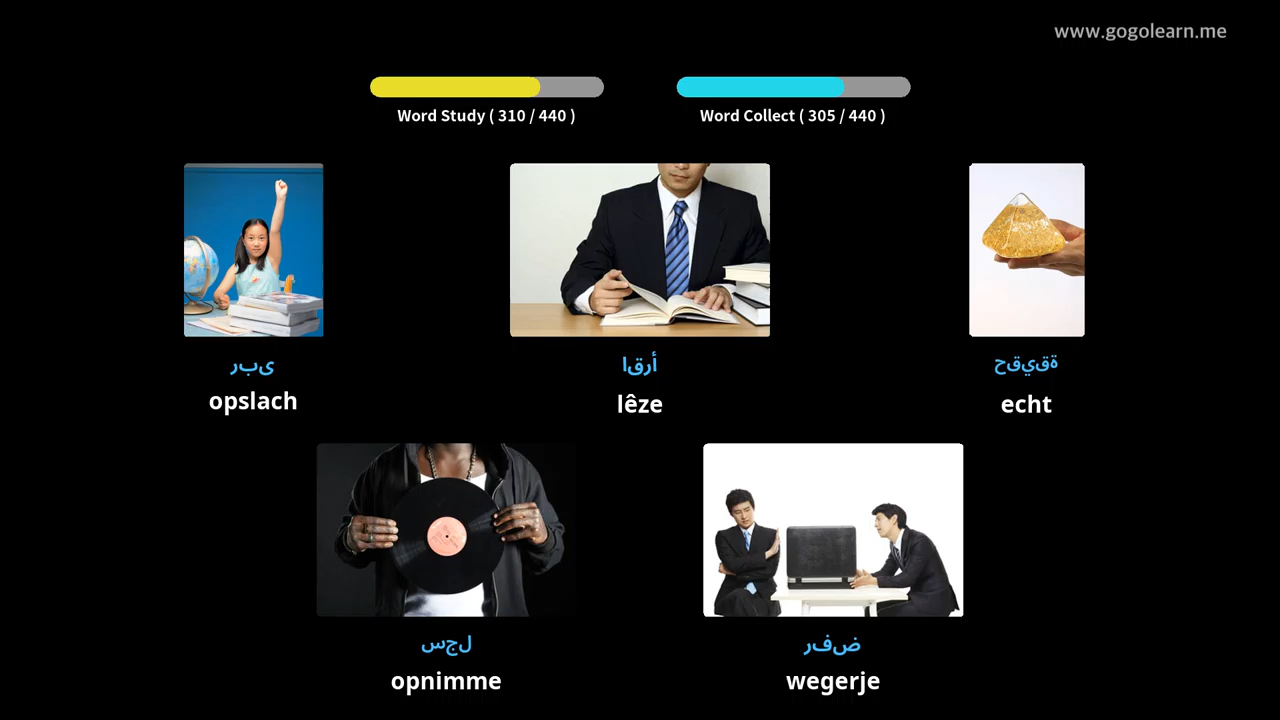 www.gogolearn.me
Word Study ( 310 / 440 )
Word Collect ( 305 / 440 )
ىبر
opslach
أرقا
lêze
ةقيقح
echt
لجس
opnimme
ضفر
wegerje